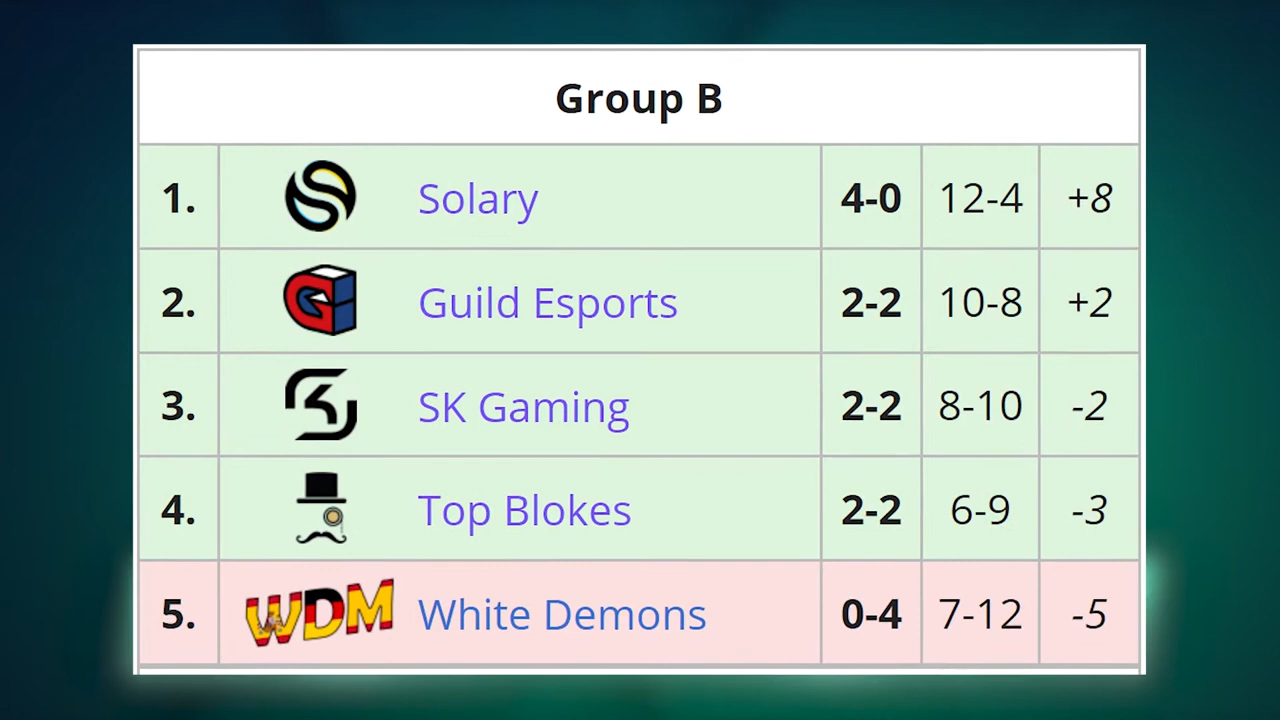 Group B
1. Solary 4-0 12-4 +8
2. Guild Esports 2-2 10-8 +2
3. SK Gaming 2-2 8-10 -2
4. Top Blokes 2-2 6-9 -3
5. WDM White Demons 0-4 7-12 -5